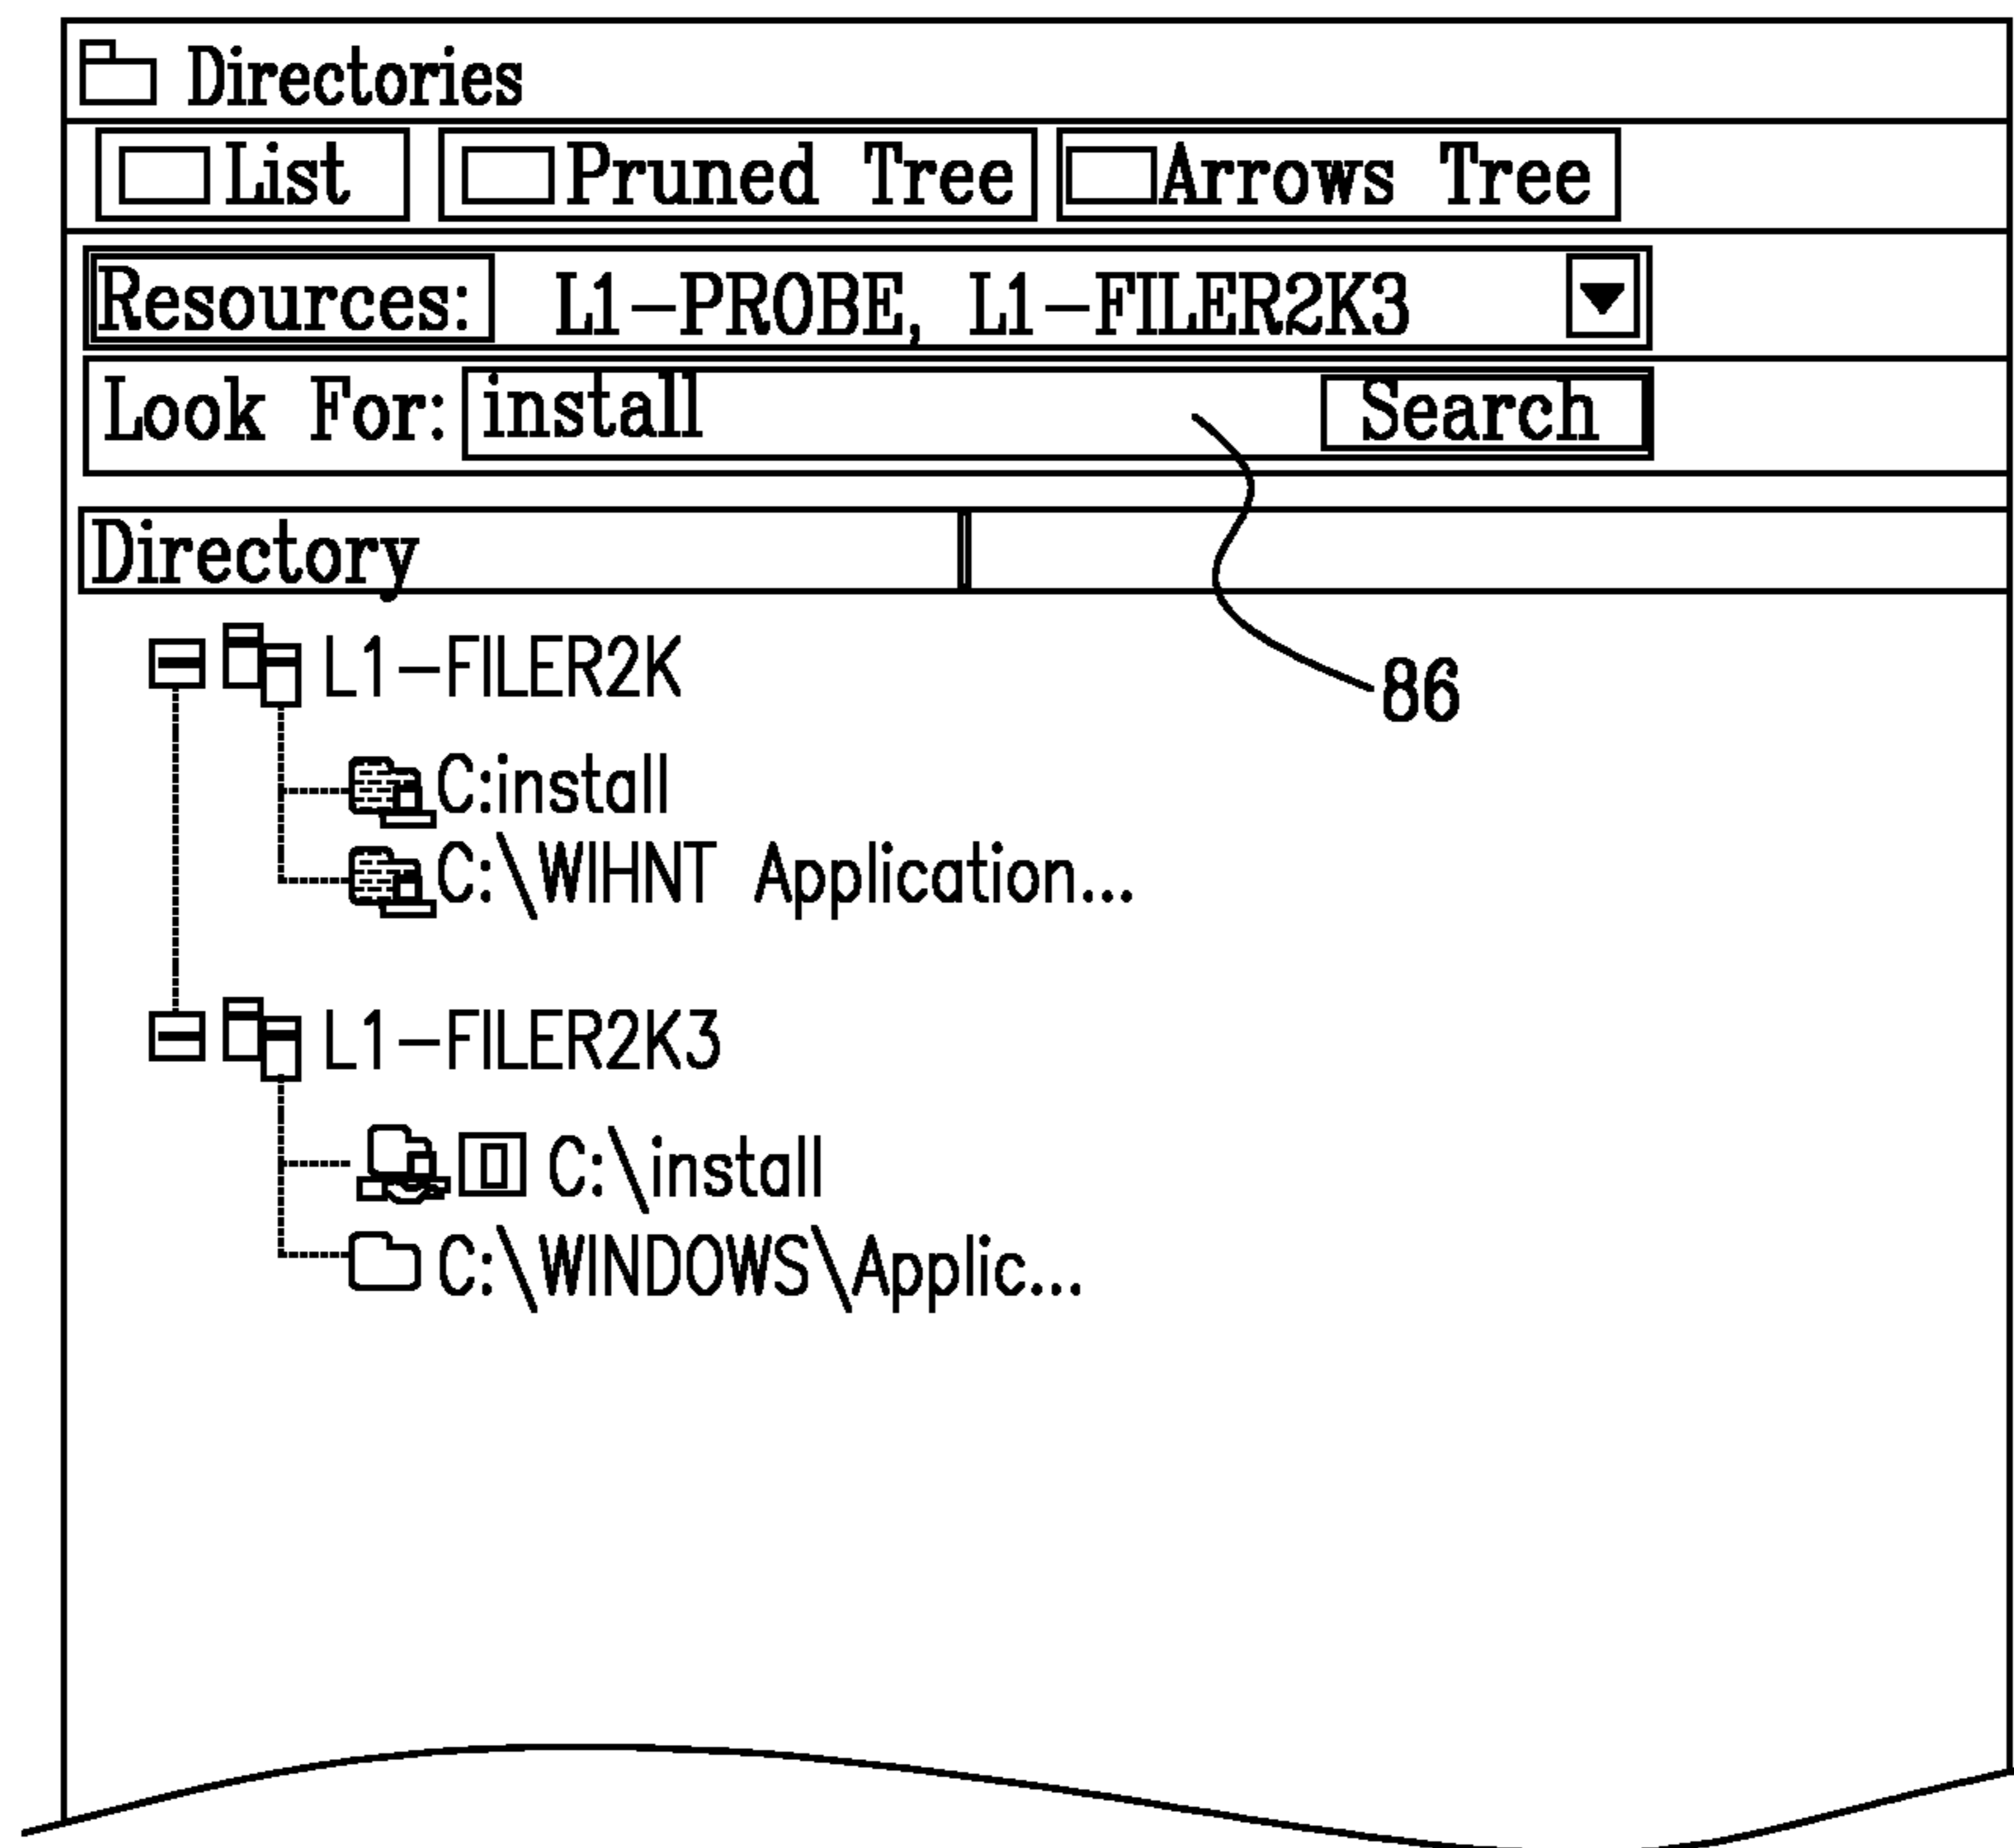 Directories
List Pruned Tree Arrows Tree
Resources: L1-PROBE, L1-FILER2K3
Look For: install Search
Directory
L1-FILER2K
86
C:install
C:\WIHNT Application...
L1-FILER2K3
C:\install
C:\WINDOWS\Applic...